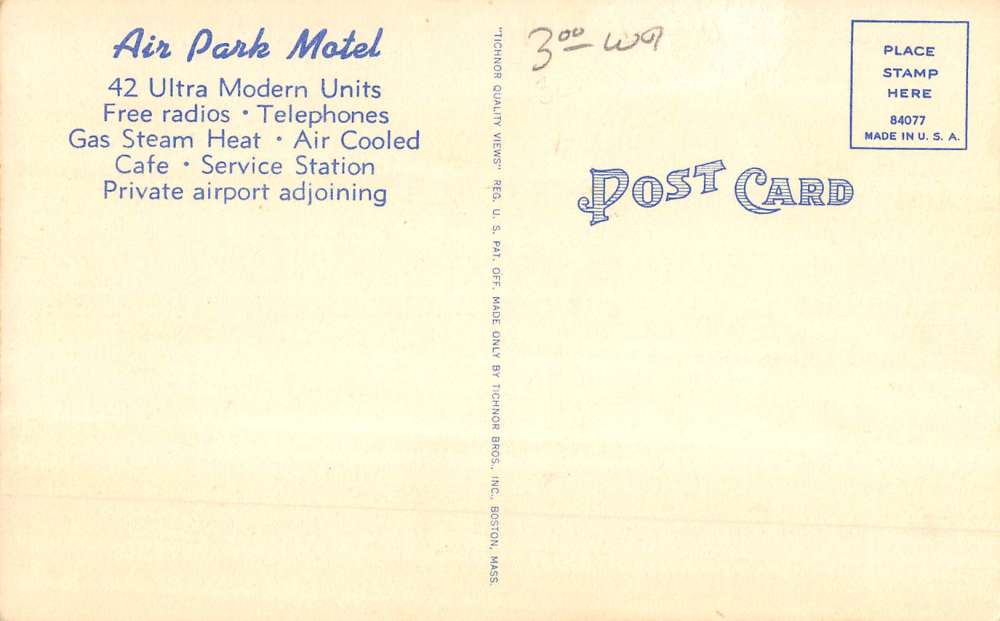 Air Park Motel
42 Ultra Modern Units
Free radios • Telephones
Gas Steam Heat • Air Cooled
Cafe • Service Station
Private airport adjoining
"TICHNOR QUALITY VIEWS" REG. U. S. PAT. OFF. MADE ONLY BY TICHNOR BROS., INC., BOSTON, MASS.
3.00
POST CARD
PLACE
STAMP
HERE
84077
MADE IN U. S. A.